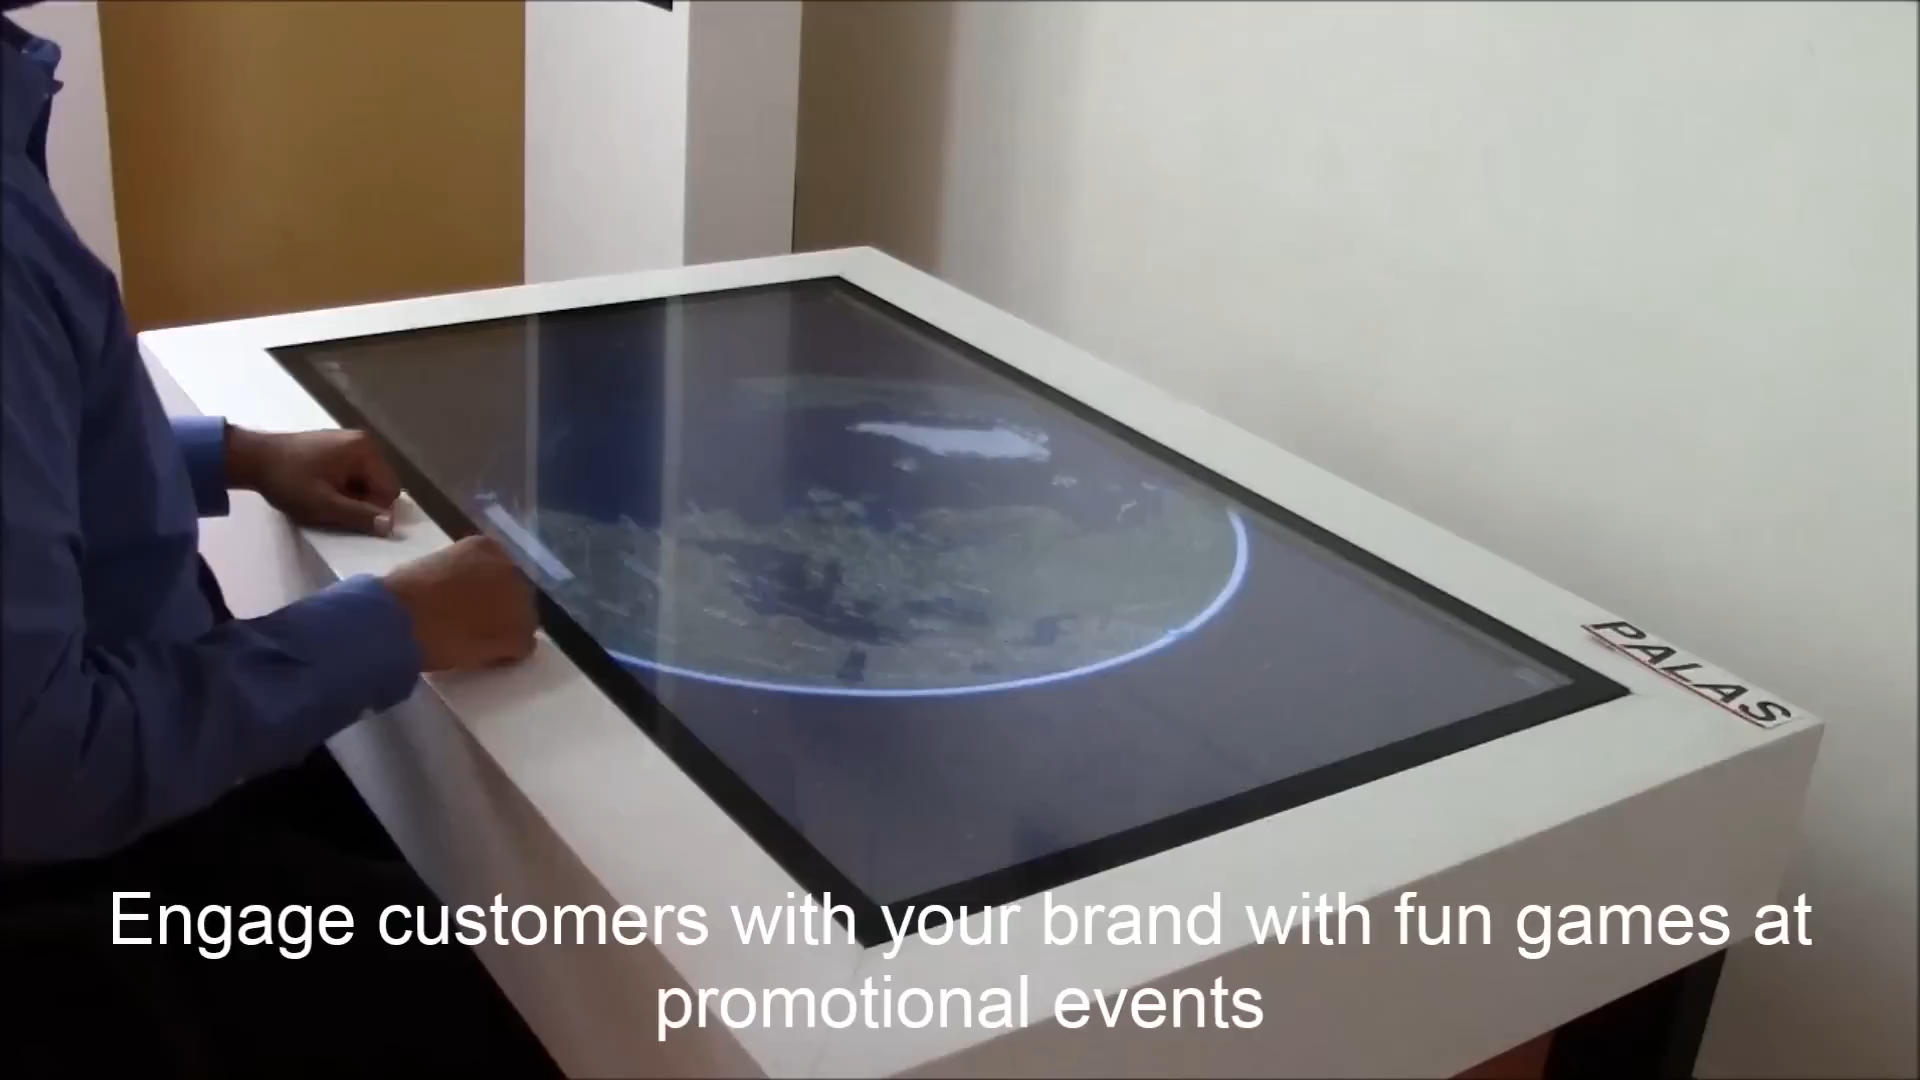 PALAS
Engage customers with your brand with fun games at
promotional events